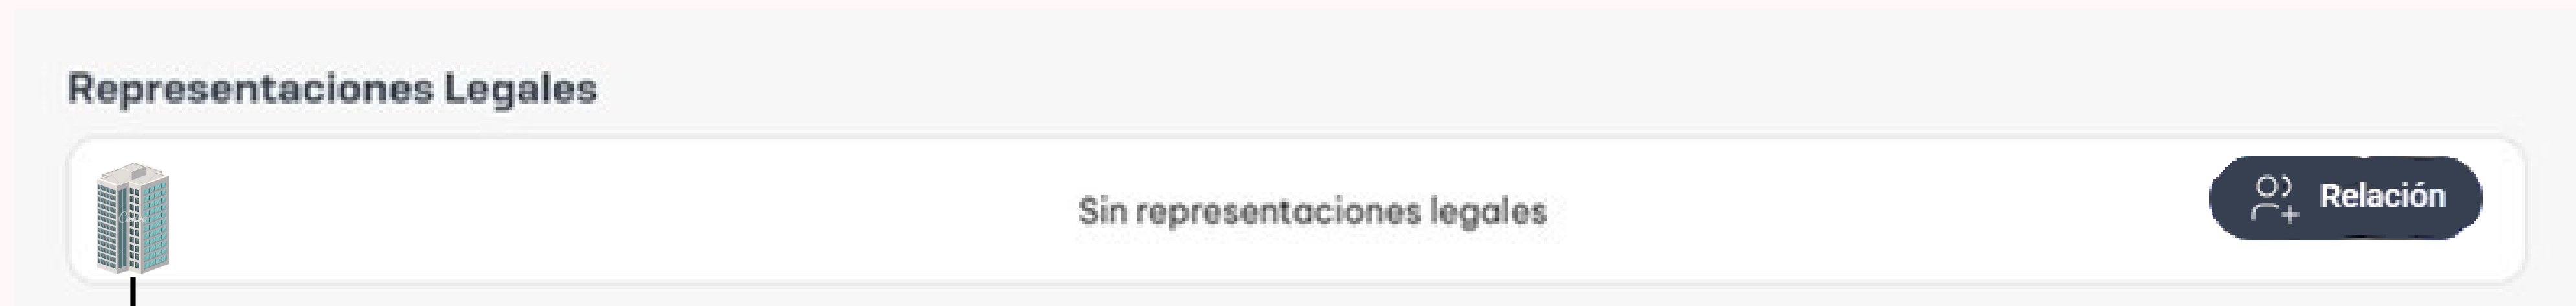 Representaciones Legales
Sin representaciones legales
Relación